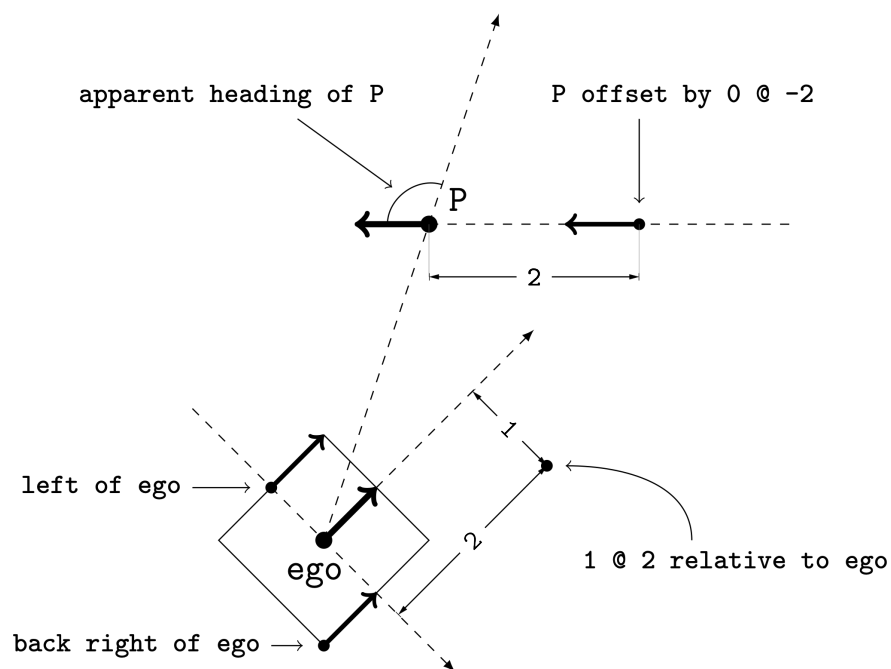 apparent heading of P
P offset by 0 @ -2
P
2
1
left of ego
2
ego
1 @ 2 relative to ego
back right of ego